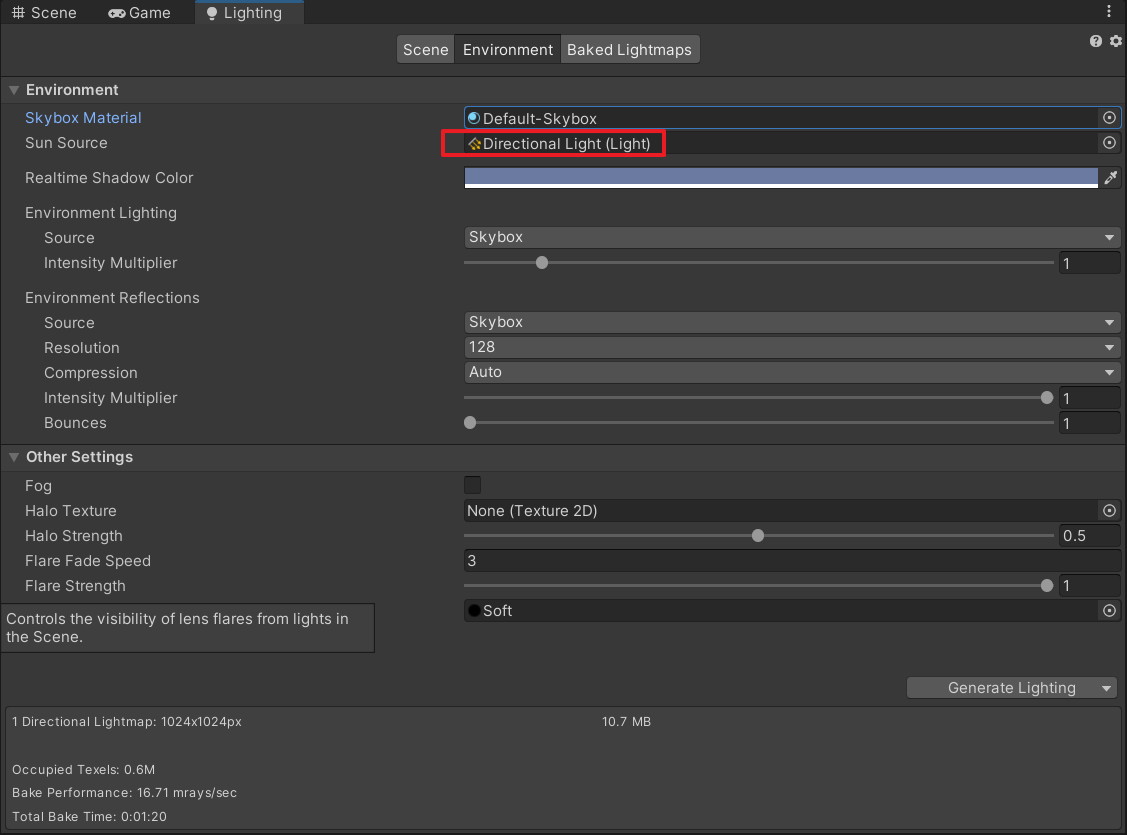 Scene Game Lighting
Scene Environment Baked Lightmaps
Environment
Skybox Material Default-Skybox
Sun Source Directional Light (Light)
Realtime Shadow Color
Environment Lighting
Source Skybox
Intensity Multiplier 1
Environment Reflections
Source Skybox
Resolution 128
Compression Auto
Intensity Multiplier 1
Bounces 1
Other Settings
Fog
Halo Texture None (Texture 2D)
Halo Strength 0.5
Flare Fade Speed 3
Flare Strength 1
Soft
Controls the visibility of lens flares from lights in
the Scene.
Generate Lighting
1 Directional Lightmap: 1024x1024px 10.7 MB
Occupied Texels: 0.6M
Bake Performance: 16.71 mrays/sec
Total Bake Time: 0:01:20